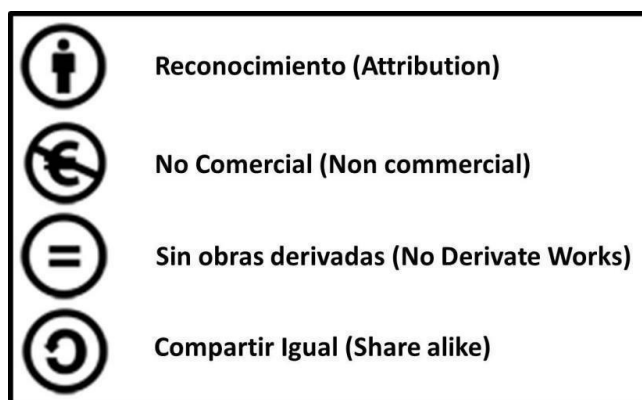 Reconocimiento (Attribution)
No Comercial (Non commercial)
Sin obras derivadas (No Derivate Works)
Compartir Igual (Share alike)